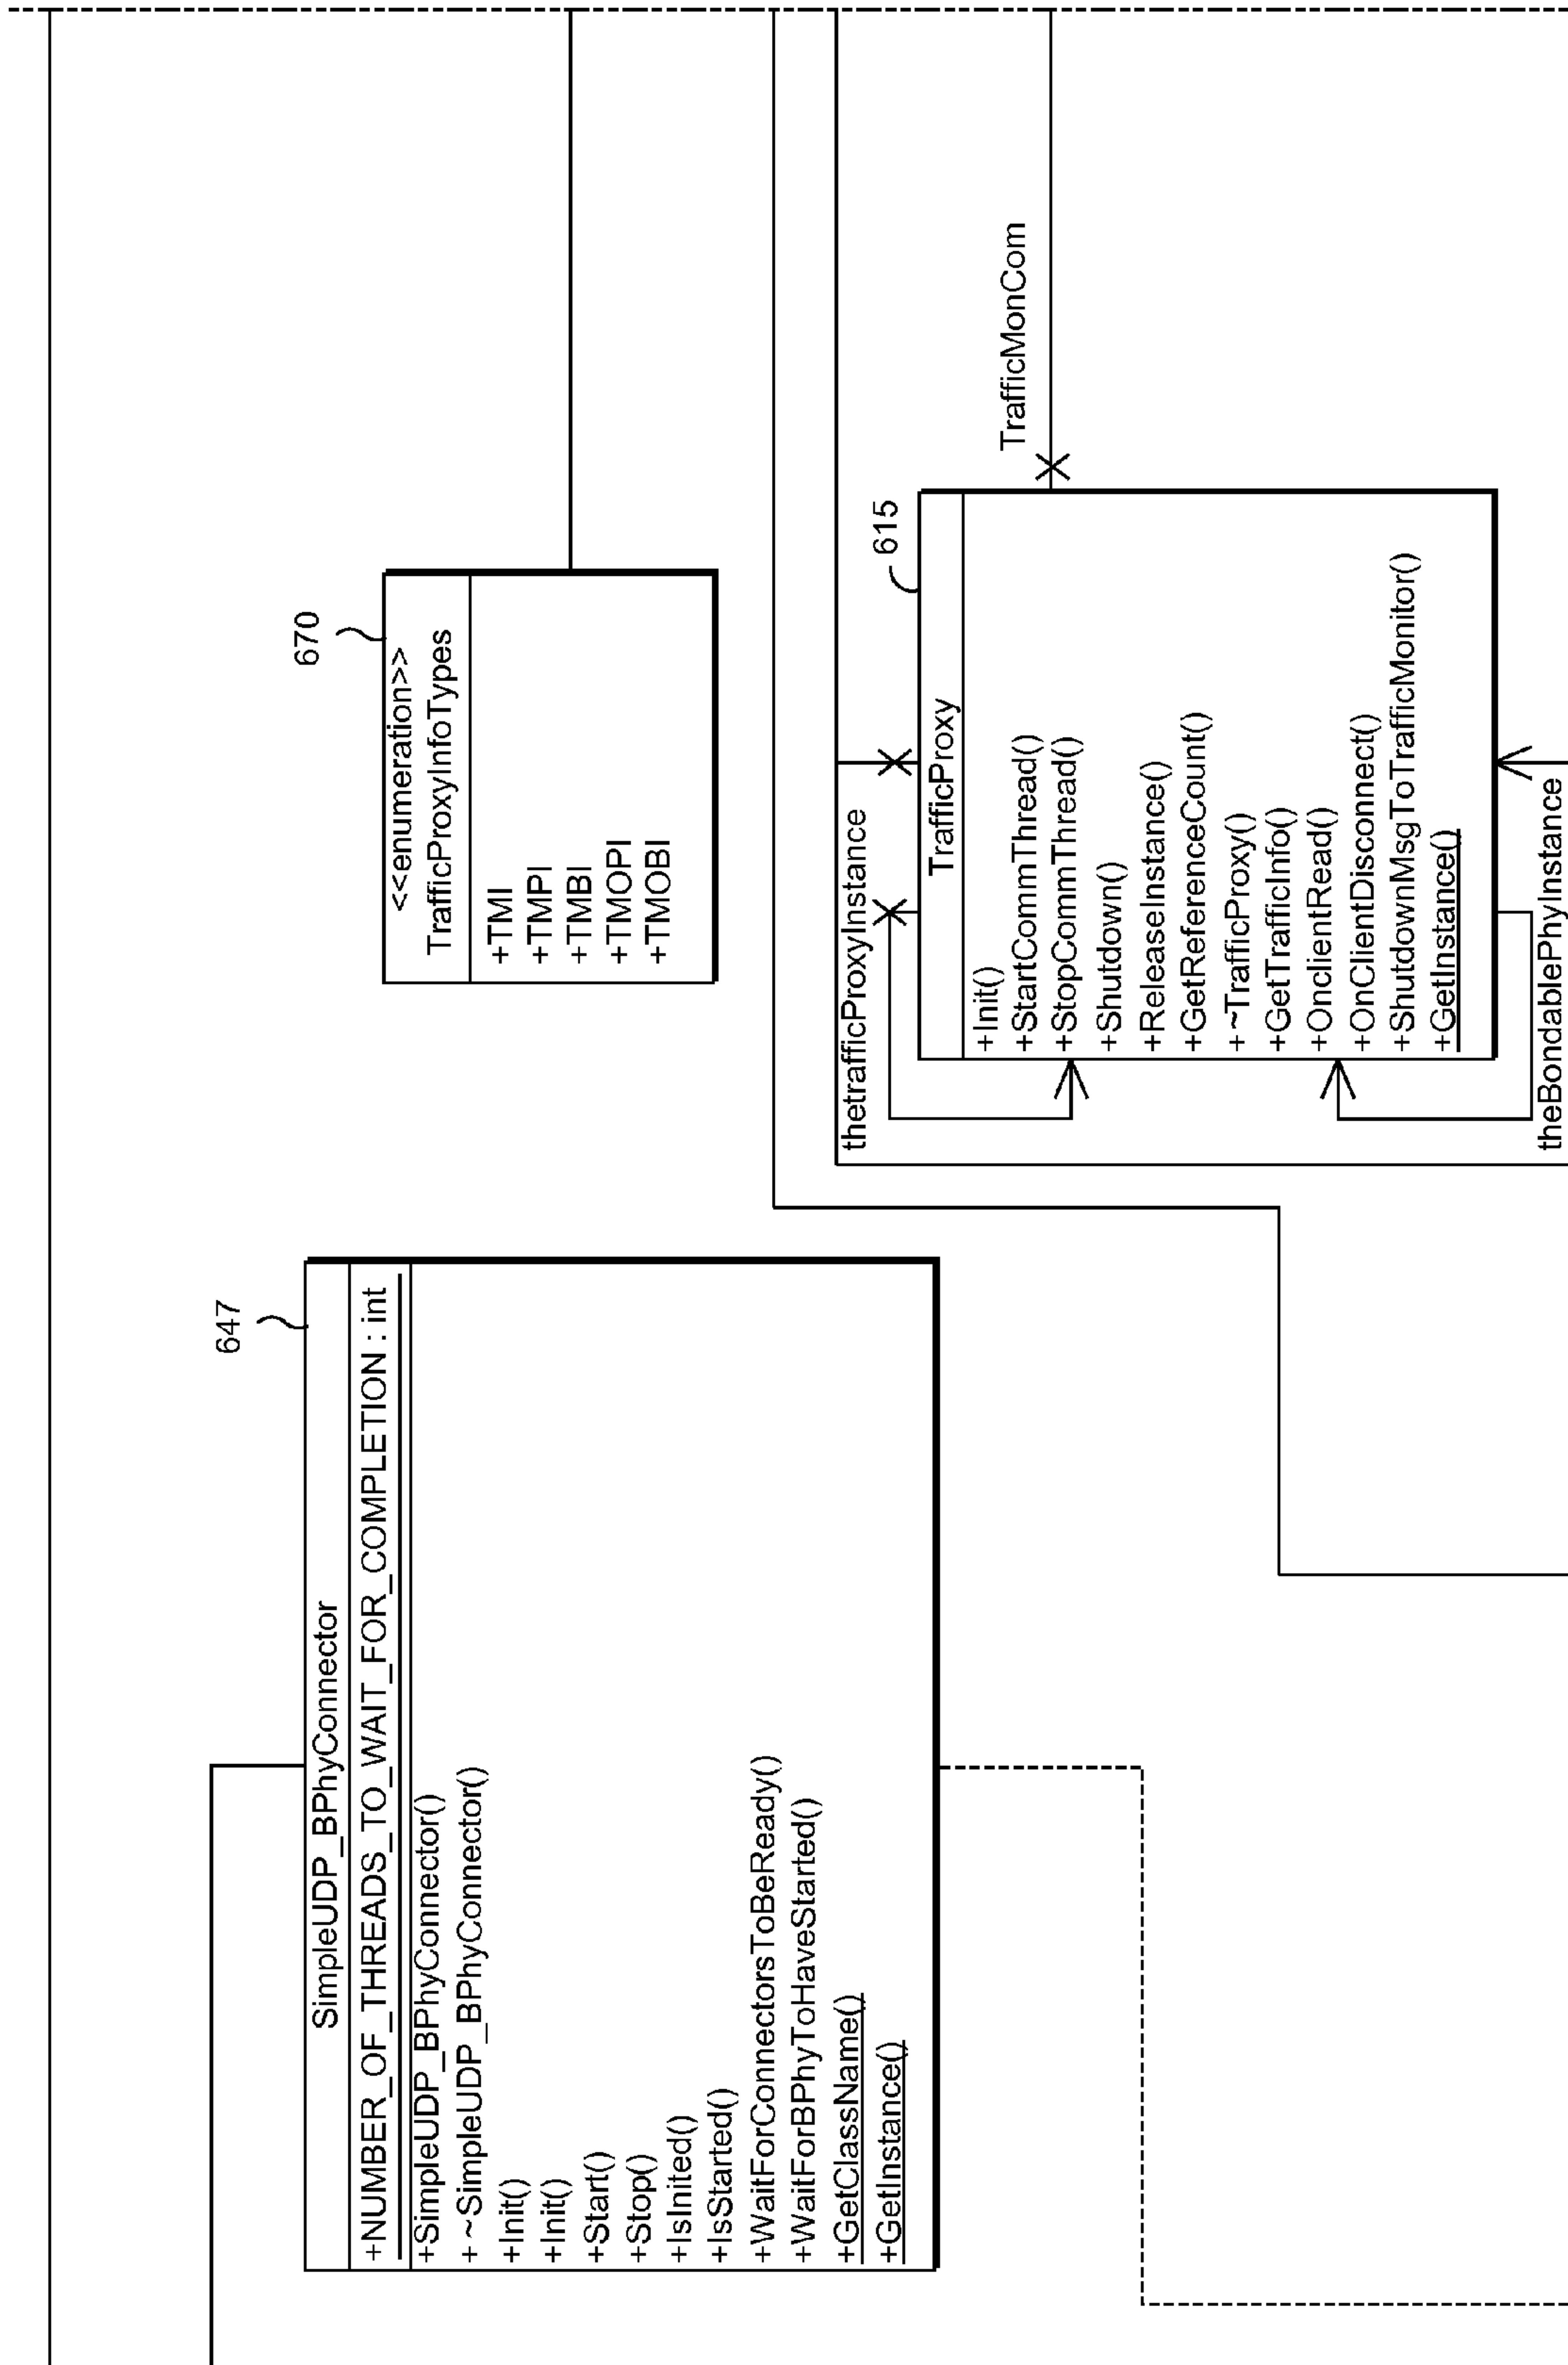 647
SimpleUDP_BPhyConnector
+NUMBER_OF_THREADS_TO_WAIT_FOR_COMPLETION : int
+SimpleUDP_BPhyConnector()
+ ~SimpleUDP_BPhyConnector()
+Init()
+Init()
+Start()
+Stop()
+IsInited()
+IsStarted()
+WaitForConnectorsToBeReady()
+WaitForBPhyToHaveStarted()
+GetClassName()
+GetInstance()
670
<<enumeration>>
TrafficProxyInfoTypes
+TMI
+TMPI
+TMBI
+TMOPI
+TMOBI
thetrafficProxyInstance
615
TrafficProxy
+Init()
+StartCommThread()
+StopCommThread()
+Shutdown()
+ReleaseInstance()
+GetReferenceCount()
+~TrafficProxy()
+GetTrafficInfo()
+OnclientRead()
+OnClientDisconnect()
+ShutdownMsgToTrafficMonitor()
+GetInstance()
TrafficMonCom
theBondablePhyInstance